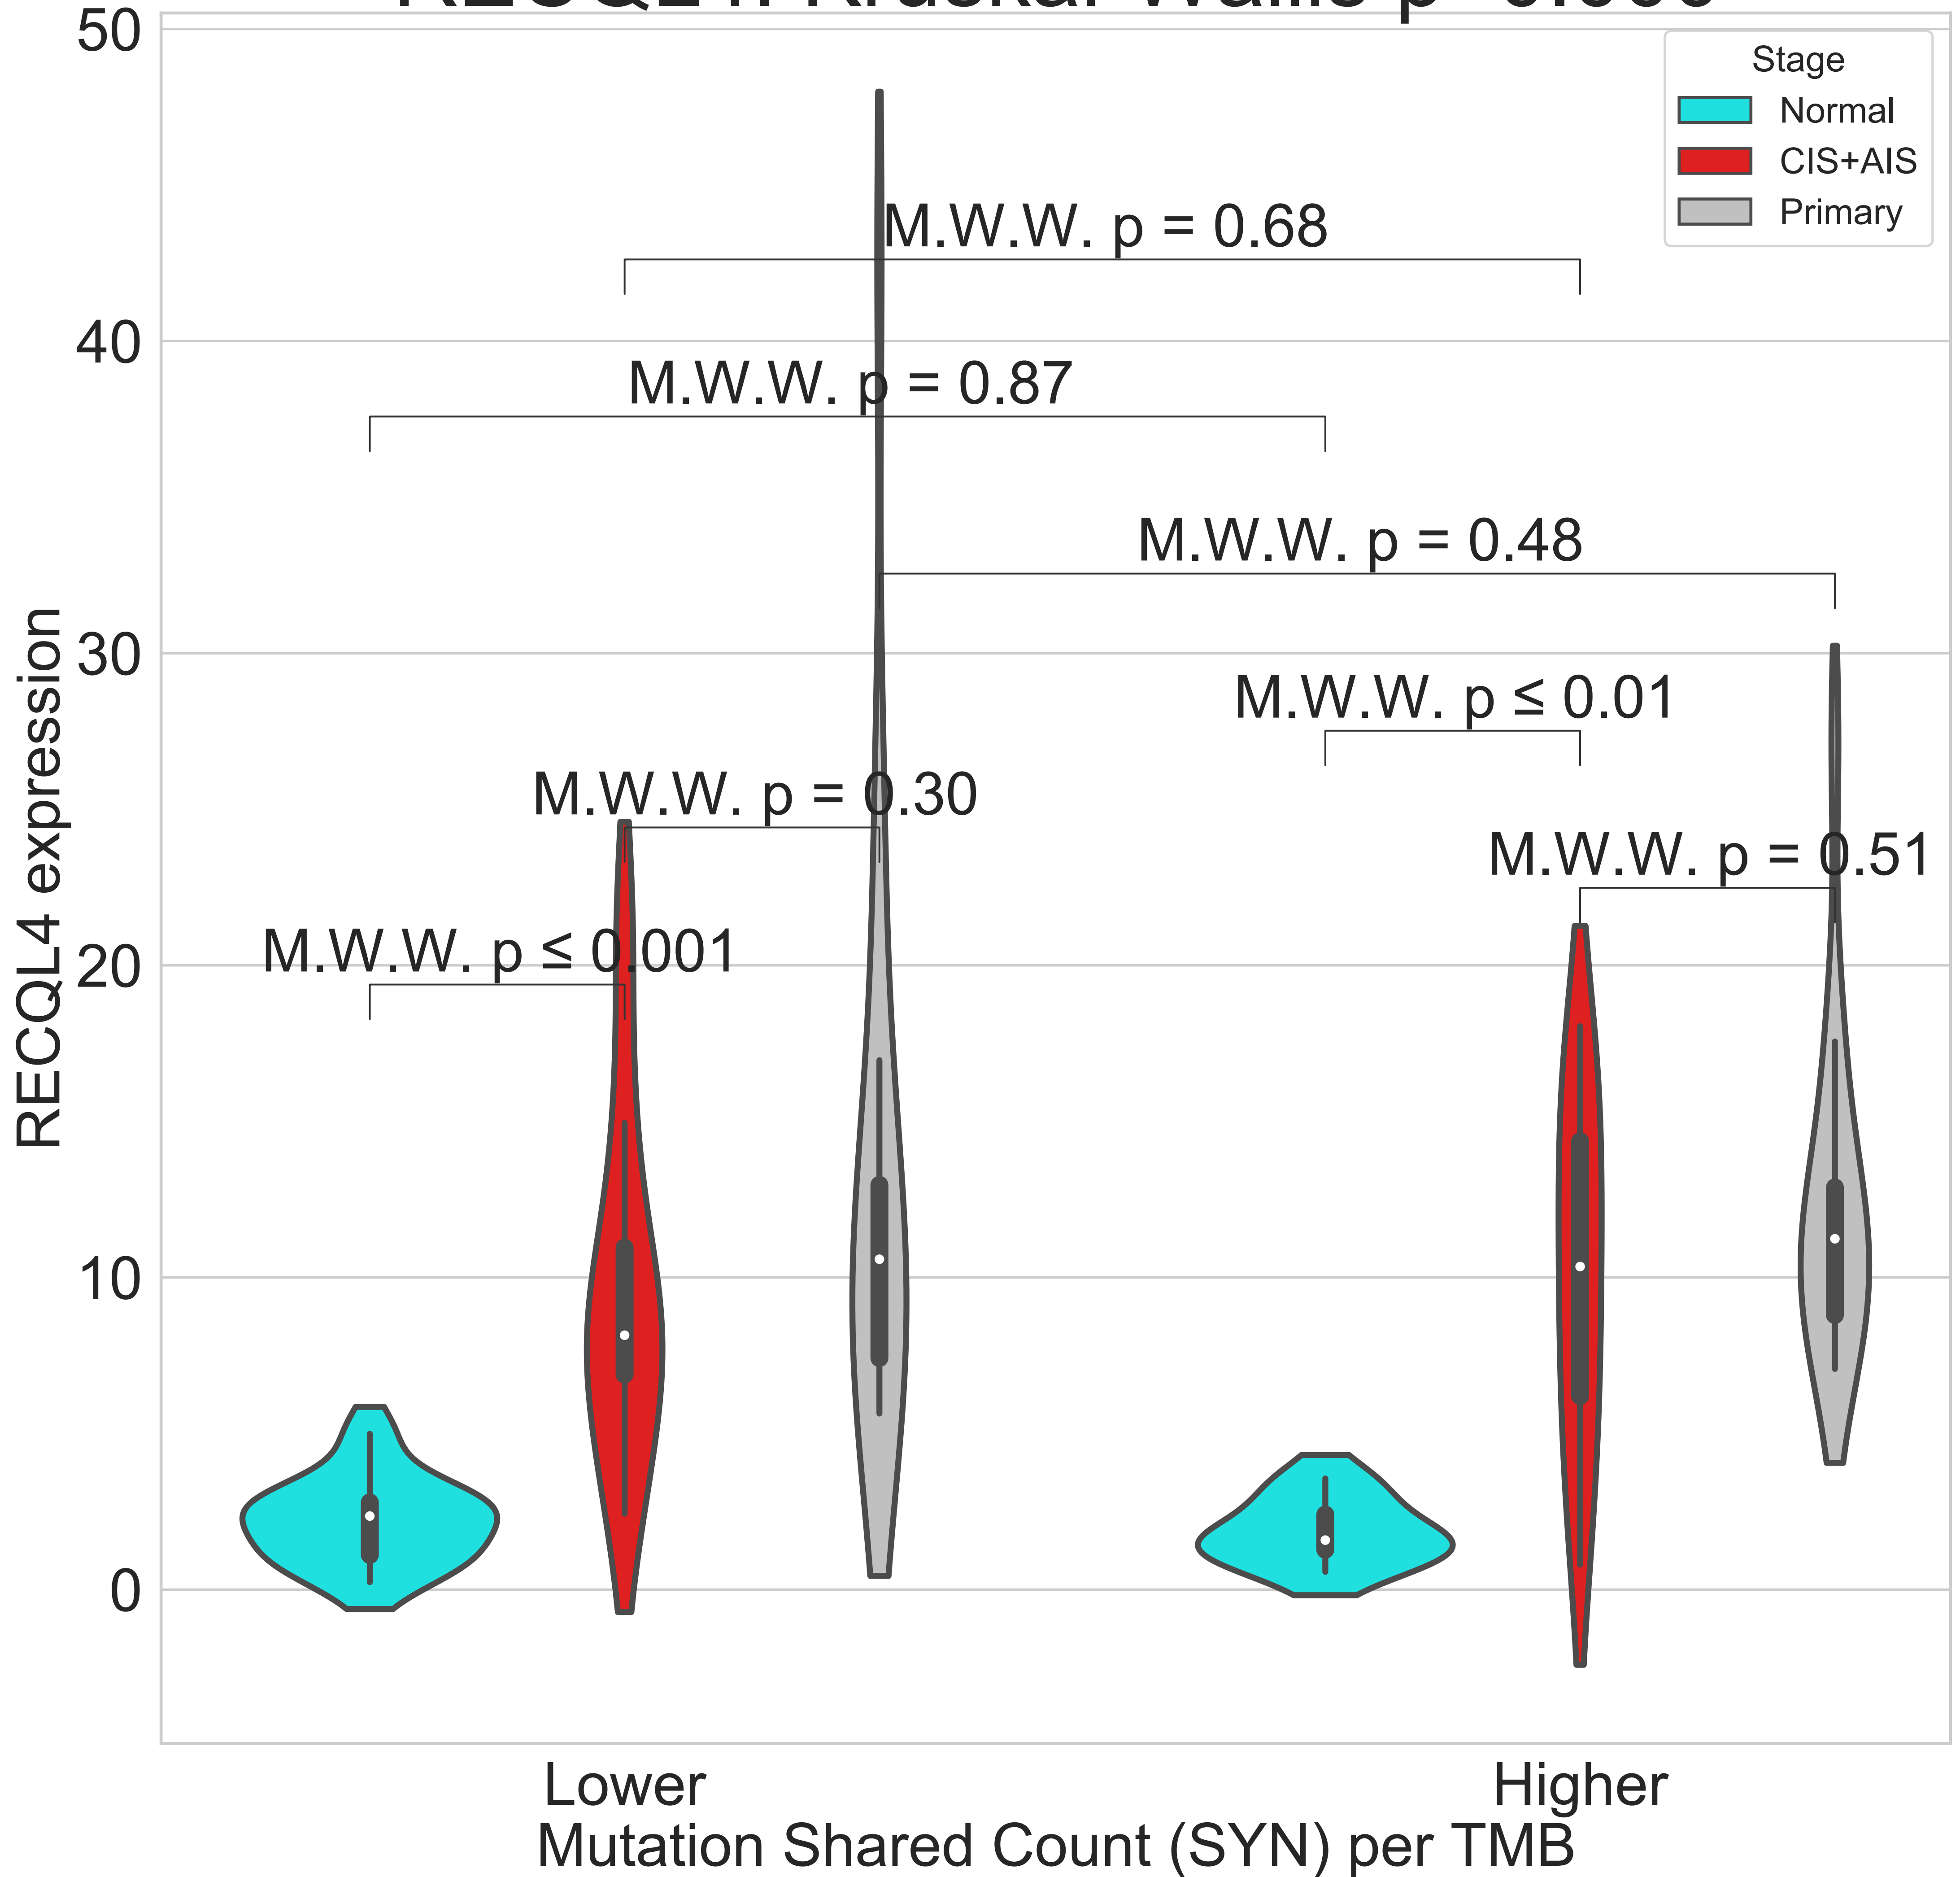 50
Stage
Normal
CIS+AIS
Primary
M.W.W. p = 0.68
40
M.W.W. p = 0.87
M.W.W. p = 0.48
30
M.W.W. p ≤ 0.01
M.W.W. p = 0.30
M.W.W. p = 0.51
M.W.W. p ≤ 0.001
20
RECQL4 expression
10
0
Lower
Higher
Mutation Shared Count (SYN) per TMB